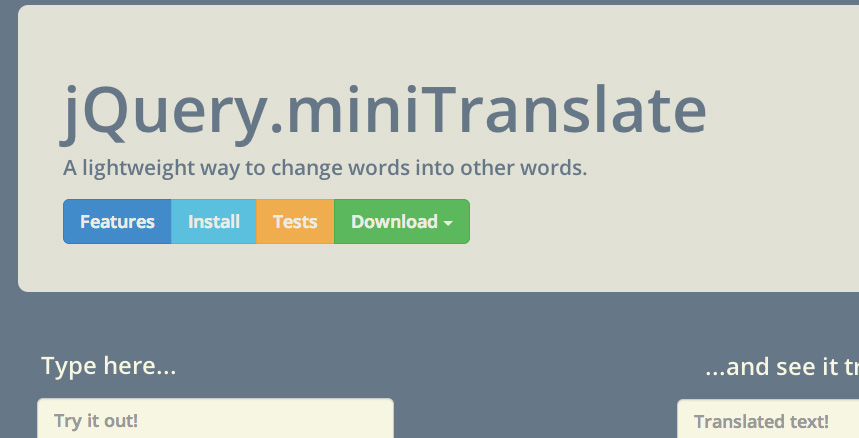 jQuery.miniTranslate
A lightweight way to change words into other words.
Features Install Tests Download
Type here...
...and see it
Try it out!
Translated text!